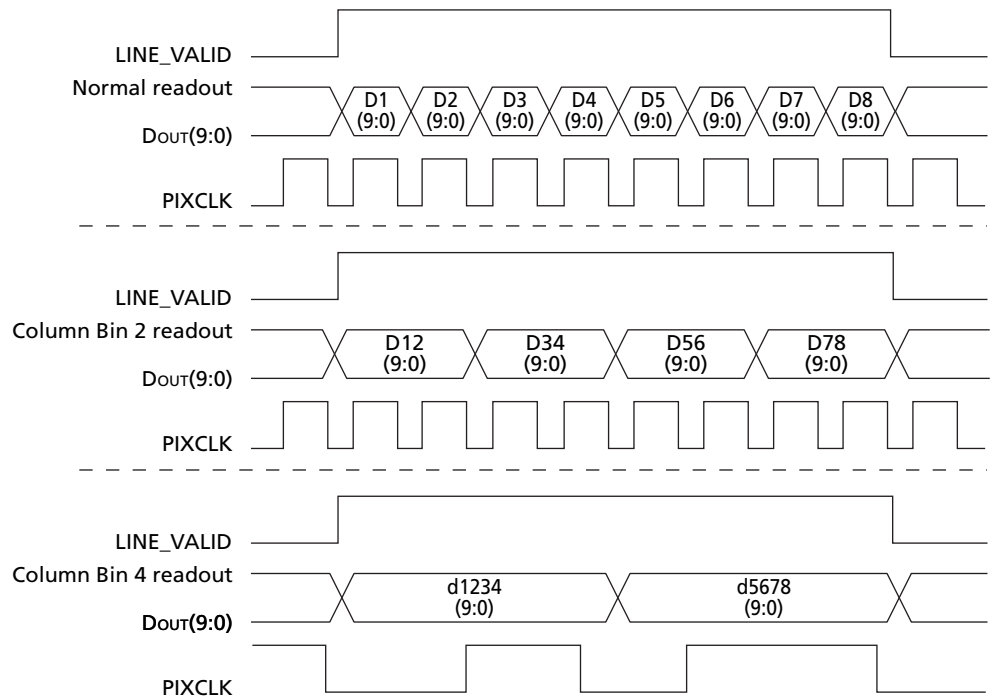 LINE_VALID
Normal readout
D1 D2 D3 D4 D5 D6 D7 D8
(9:0) (9:0) (9:0) (9:0) (9:0) (9:0) (9:0) (9:0)
DOUT(9:0)
PIXCLK
LINE_VALID
Column Bin 2 readout
D12 D34 D56 D78
(9:0) (9:0) (9:0) (9:0)
DOUT(9:0)
PIXCLK
LINE_VALID
Column Bin 4 readout
d1234 d5678
(9:0) (9:0)
DOUT(9:0)
PIXCLK